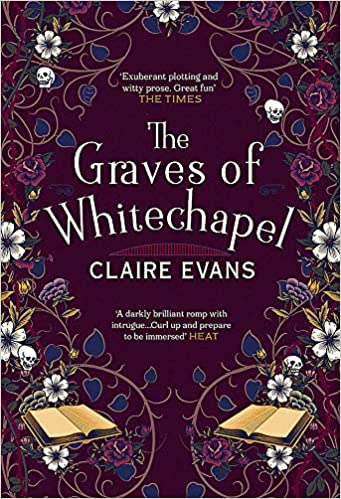 ‘Exuberant plotting and
witty prose. Great fun’
THE TIMES
The
Graves of
Whitechapel
CLAIRE EVANS
‘A darkly brilliant romp with
intrigue...Curl up and prepare
to be immersed’ HEAT